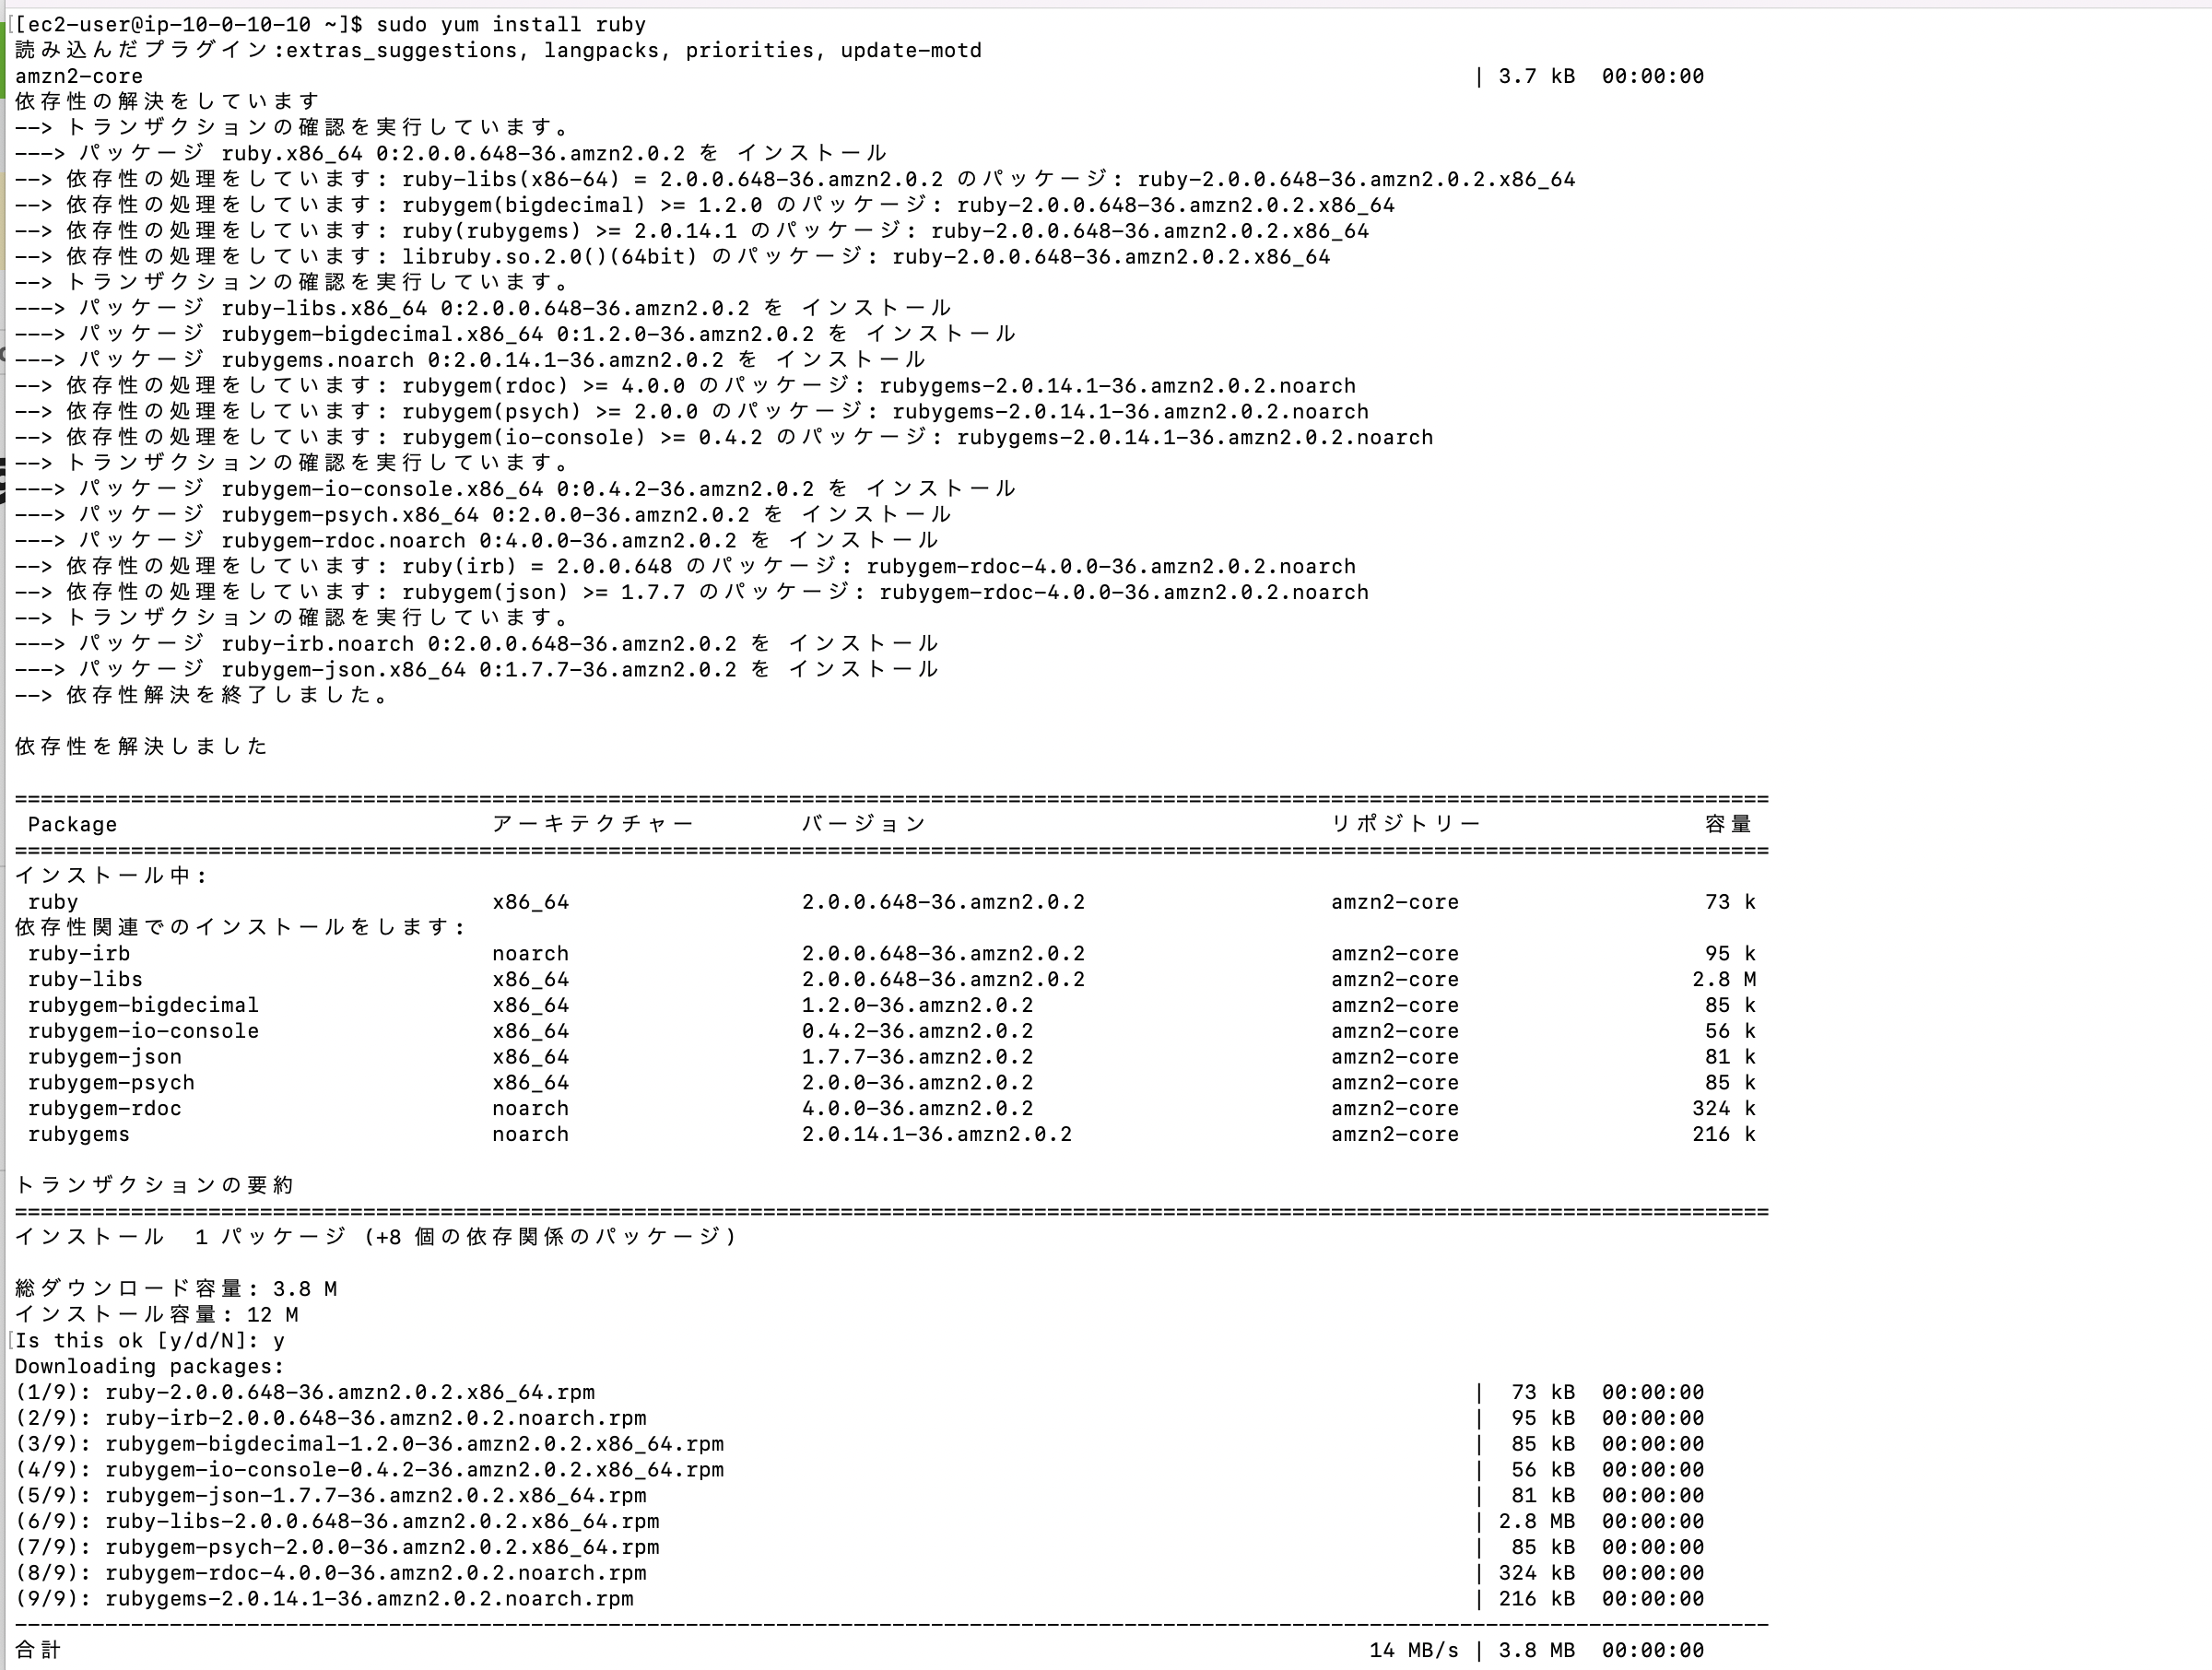 [ec2-user@ip-10-0-10-10 ~]$ sudo yum install ruby
読み込んだプラグイン:extras_suggestions, langpacks, priorities, update-motd
amzn2-core | 3.7 kB 00:00:00
依存性の解決をしています
--> トランザクションの確認を実行しています。
---> パッケージ ruby.x86_64 0:2.0.0.648-36.amzn2.0.2 を インストール
--> 依存性の処理をしています: ruby-libs(x86-64) = 2.0.0.648-36.amzn2.0.2 のパッケージ: ruby-2.0.0.648-36.amzn2.0.2.x86_64
--> 依存性の処理をしています: rubygem(bigdecimal) >= 1.2.0 のパッケージ: ruby-2.0.0.648-36.amzn2.0.2.x86_64
--> 依存性の処理をしています: ruby(rubygems) >= 2.0.14.1 のパッケージ: ruby-2.0.0.648-36.amzn2.0.2.x86_64
--> 依存性の処理をしています: libruby.so.2.0()(64bit) のパッケージ: ruby-2.0.0.648-36.amzn2.0.2.x86_64
--> トランザクションの確認を実行しています。
---> パッケージ ruby-libs.x86_64 0:2.0.0.648-36.amzn2.0.2 を インストール
---> パッケージ rubygem-bigdecimal.x86_64 0:1.2.0-36.amzn2.0.2 を インストール
---> パッケージ rubygems.noarch 0:2.0.14.1-36.amzn2.0.2 を インストール
--> 依存性の処理をしています: rubygem(rdoc) >= 4.0.0 のパッケージ: rubygems-2.0.14.1-36.amzn2.0.2.noarch
--> 依存性の処理をしています: rubygem(psych) >= 2.0.0 のパッケージ: rubygems-2.0.14.1-36.amzn2.0.2.noarch
--> 依存性の処理をしています: rubygem(io-console) >= 0.4.2 のパッケージ: rubygems-2.0.14.1-36.amzn2.0.2.noarch
--> トランザクションの確認を実行しています。
---> パッケージ rubygem-io-console.x86_64 0:0.4.2-36.amzn2.0.2 を インストール
---> パッケージ rubygem-psych.x86_64 0:2.0.0-36.amzn2.0.2 を インストール
---> パッケージ rubygem-rdoc.noarch 0:4.0.0-36.amzn2.0.2 を インストール
--> 依存性の処理をしています: ruby(irb) = 2.0.0.648 のパッケージ: rubygem-rdoc-4.0.0-36.amzn2.0.2.noarch
--> 依存性の処理をしています: rubygem(json) >= 1.7.7 のパッケージ: rubygem-rdoc-4.0.0-36.amzn2.0.2.noarch
--> トランザクションの確認を実行しています。
---> パッケージ ruby-irb.noarch 0:2.0.0.648-36.amzn2.0.2 を インストール
---> パッケージ rubygem-json.x86_64 0:1.7.7-36.amzn2.0.2 を インストール
--> 依存性解決を終了しました。
依存性を解決しました
================================================================================
Package アーキテクチャー バージョン リポジトリー 容量
================================================================================
インストール中:
ruby x86_64 2.0.0.648-36.amzn2.0.2 amzn2-core 73 k
依存性関連でのインストールをします:
ruby-irb noarch 2.0.0.648-36.amzn2.0.2 amzn2-core 95 k
ruby-libs x86_64 2.0.0.648-36.amzn2.0.2 amzn2-core 2.8 M
rubygem-bigdecimal x86_64 1.2.0-36.amzn2.0.2 amzn2-core 85 k
rubygem-io-console x86_64 0.4.2-36.amzn2.0.2 amzn2-core 56 k
rubygem-json x86_64 1.7.7-36.amzn2.0.2 amzn2-core 81 k
rubygem-psych x86_64 2.0.0-36.amzn2.0.2 amzn2-core 85 k
rubygem-rdoc noarch 4.0.0-36.amzn2.0.2 amzn2-core 324 k
rubygems noarch 2.0.14.1-36.amzn2.0.2 amzn2-core 216 k
トランザクションの要約
================================================================================
インストール 1 パッケージ (+8 個の依存関係のパッケージ)
総ダウンロード容量: 3.8 M
インストール容量: 12 M
Is this ok [y/d/N]: y
Downloading packages:
(1/9): ruby-2.0.0.648-36.amzn2.0.2.x86_64.rpm | 73 kB 00:00:00
(2/9): ruby-irb-2.0.0.648-36.amzn2.0.2.noarch.rpm | 95 kB 00:00:00
(3/9): rubygem-bigdecimal-1.2.0-36.amzn2.0.2.x86_64.rpm | 85 kB 00:00:00
(4/9): rubygem-io-console-0.4.2-36.amzn2.0.2.x86_64.rpm | 56 kB 00:00:00
(5/9): rubygem-json-1.7.7-36.amzn2.0.2.x86_64.rpm | 81 kB 00:00:00
(6/9): ruby-libs-2.0.0.648-36.amzn2.0.2.x86_64.rpm | 2.8 MB 00:00:00
(7/9): rubygem-psych-2.0.0-36.amzn2.0.2.x86_64.rpm | 85 kB 00:00:00
(8/9): rubygem-rdoc-4.0.0-36.amzn2.0.2.noarch.rpm | 324 kB 00:00:00
(9/9): rubygems-2.0.14.1-36.amzn2.0.2.noarch.rpm | 216 kB 00:00:00
--------------------------------------------------------------------------------
合計 14 MB/s | 3.8 MB 00:00:00